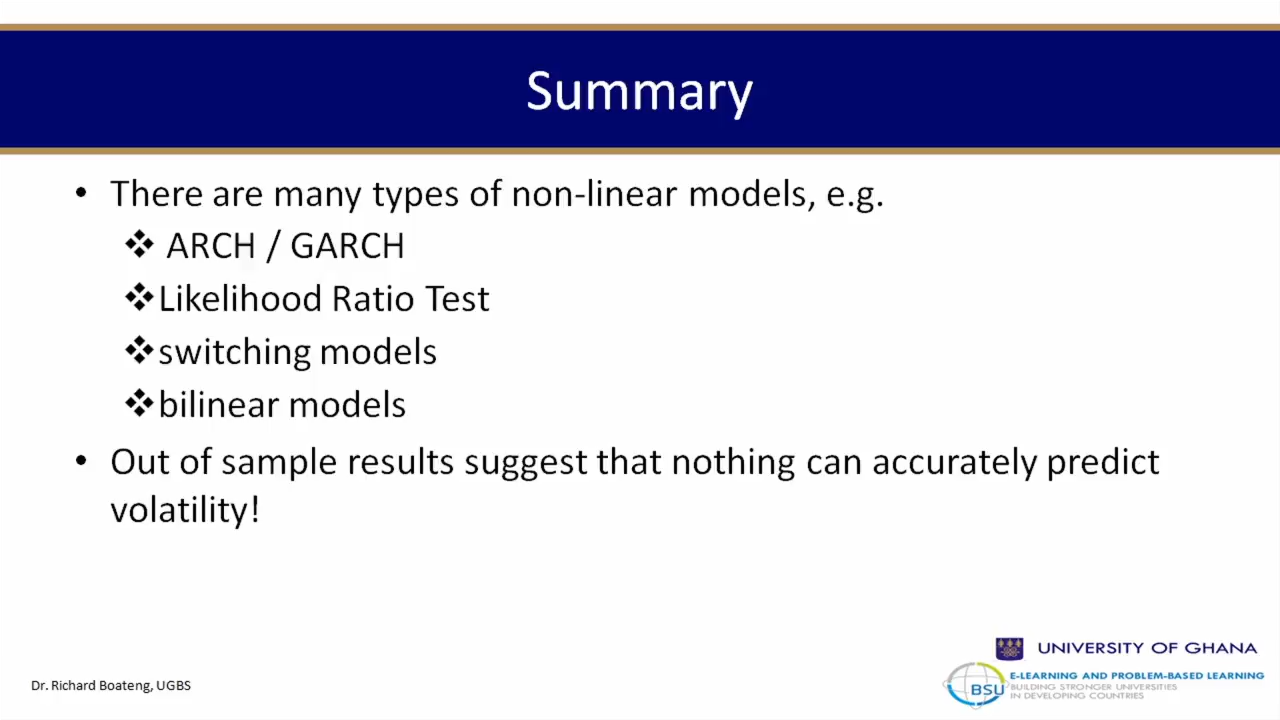 Summary
• There are many types of non-linear models, e.g.
❖ ARCH / GARCH
❖Likelihood Ratio Test
❖switching models
❖bilinear models
• Out of sample results suggest that nothing can accurately predict
volatility!
UNIVERSITY OF GHANA
BSU
E-LEARNING AND PROBLEM-BASED LEARNING
BUILDING STRONGER UNIVERSITIES
IN DEVELOPING COUNTRIES
Dr. Richard Boateng, UGBS